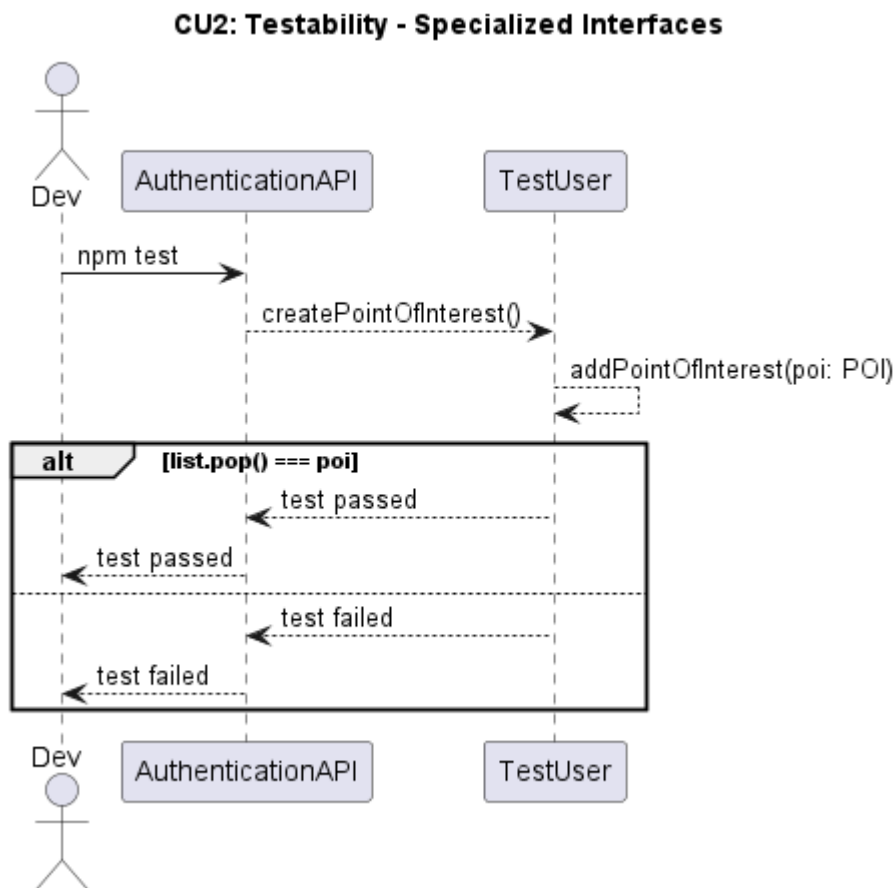 CU2: Testability - Specialized Interfaces
Dev
AuthenticationAPI
TestUser
npm test
createPointOfInterest()
addPointOfInterest(poi: POI)
alt [list.pop() === poi]
test passed
test passed
test failed
test failed
Dev
AuthenticationAPI
TestUser